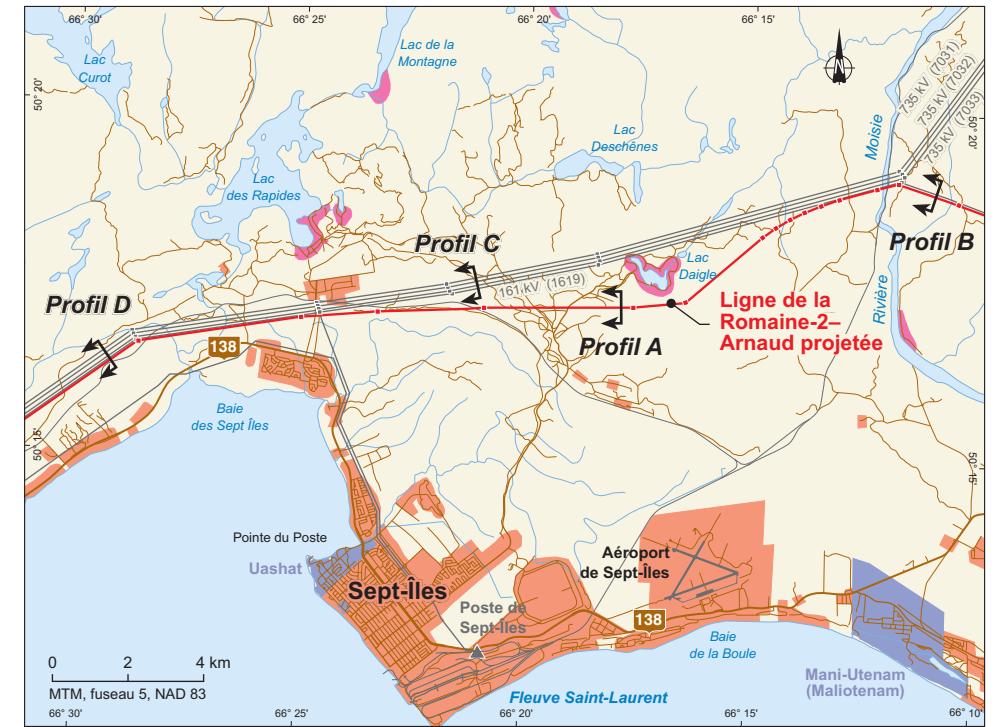 66° 30'
66° 25'
66° 20'
66° 15'
Lac
Curot
Lac de la
Montagne
50° 20'
735 kV (7031)
735 kV (7032)
735 kV (7033)
50° 20'
Moisie
Lac
Deschênes
Lac
des Rapides
Profil C
Profil B
Lac
Daigle
161 kV (1619)
Profil D
Ligne de la
Romaine-2–
Arnaud projetée
Rivière
Profil A
138
Baie
des Sept Îles
50° 15'
50° 15'
Pointe du Poste
Uashat
Aéroport
de Sept-Îles
Sept-Îles
Poste de
Sept-Îles
138
Baie
de la Boule
0 2 4 km
MTM, fuseau 5, NAD 83
Fleuve Saint-Laurent
Mani-Utenam
(Maliotenam)
66° 30'
66° 25'
66° 20'
66° 15'
66° 10'